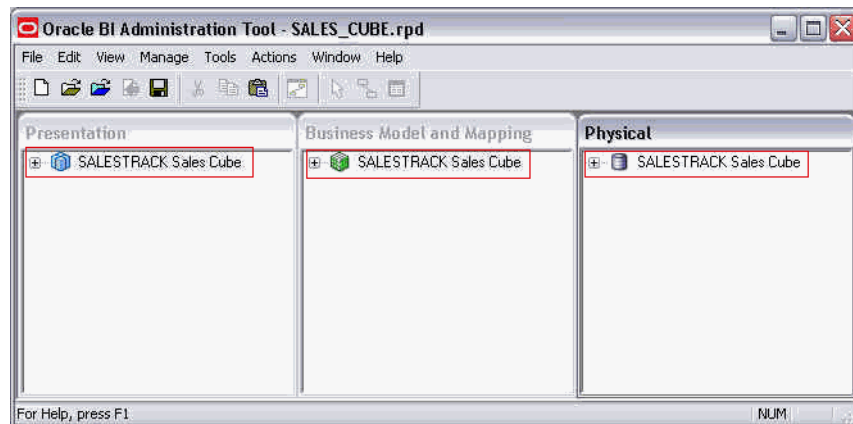 Oracle BI Administration Tool - SALES_CUBE.rpd
File Edit View Manage Tools Actions Window Help
Presentation Business Model and Mapping Physical
SALESTRACK Sales Cube SALESTRACK Sales Cube SALESTRACK Sales Cube
For Help, press F1 NUM